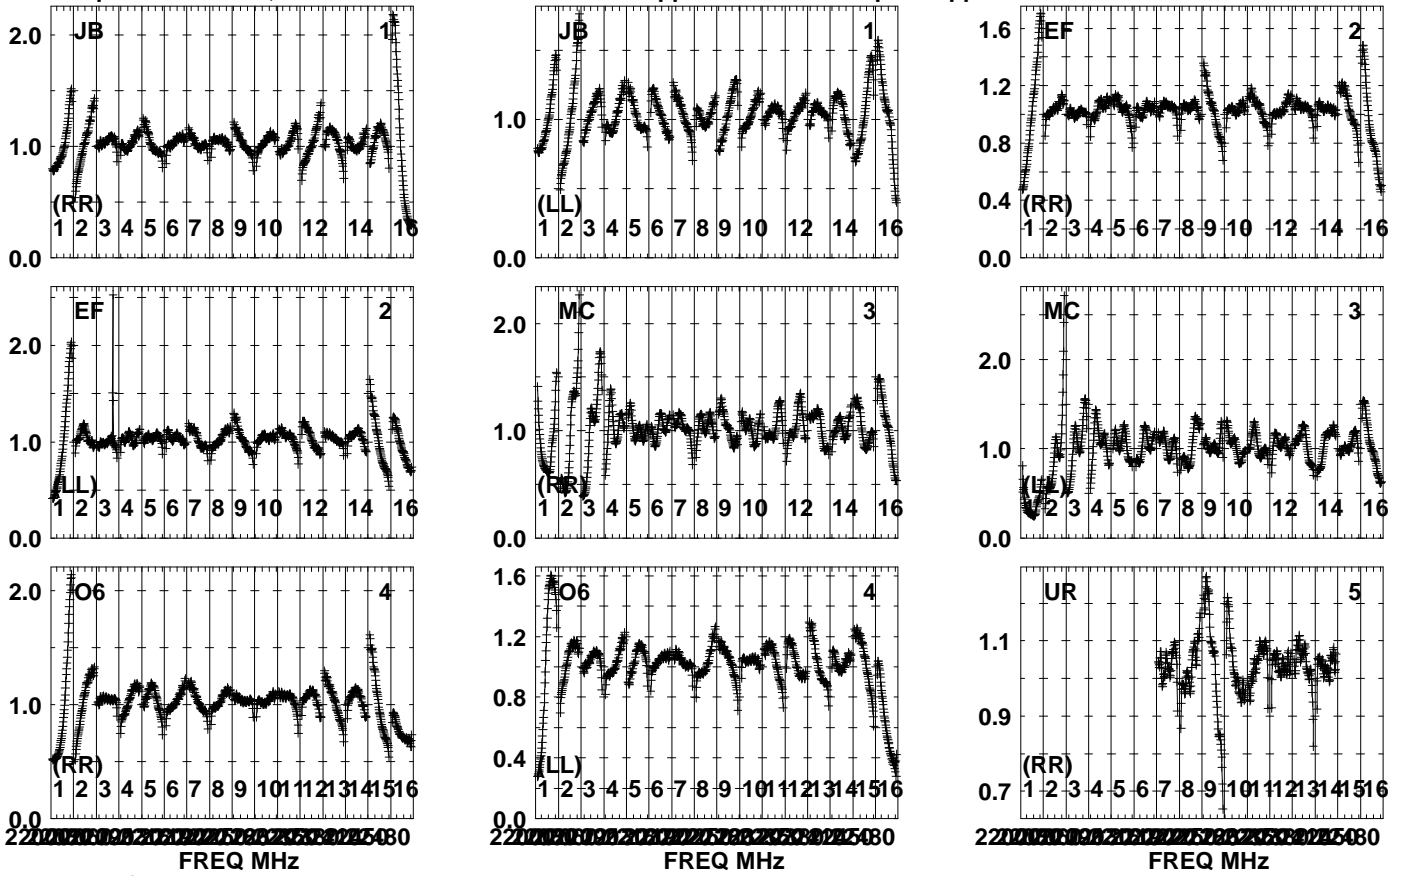 2.0 JB 1
1.0
(RR)
1 2 3 4 5 6 7 8 9 10 12 14 16
0.0
JB 1
1.0
(LL)
1 2 3 4 5 6 7 8 9 10 12 14 16
0.0
1.6 EF 2
1.2
0.8
0.4 (RR)
1 2 3 4 5 6 7 8 9 10 12 14 16
0.0
EF 2
2.0
1.0
(LL)
1 2 3 4 5 6 7 8 9 10 12 14 16
0.0
MC 3
2.0
1.0
(RR)
1 2 3 4 5 6 7 8 9 10 12 14 16
0.0
MC 3
2.0
1.0
(LL)
1 2 3 4 5 6 7 8 9 10 12 14 16
0.0
2.0 O6 4
1.0
(RR)
1 2 3 4 5 6 7 8 9 10 11 12 13 14 15 16
0.0
FREQ MHz
1.6 O6 4
1.2
0.8
0.4 (LL)
1 2 3 4 5 6 7 8 9 10 11 12 13 14 15 16
0.0
FREQ MHz
UR 5
1.1
0.9
(RR)
0.7 1 2 3 4 5 6 7 8 9 10 11 12 13 14 15 16
FREQ MHz